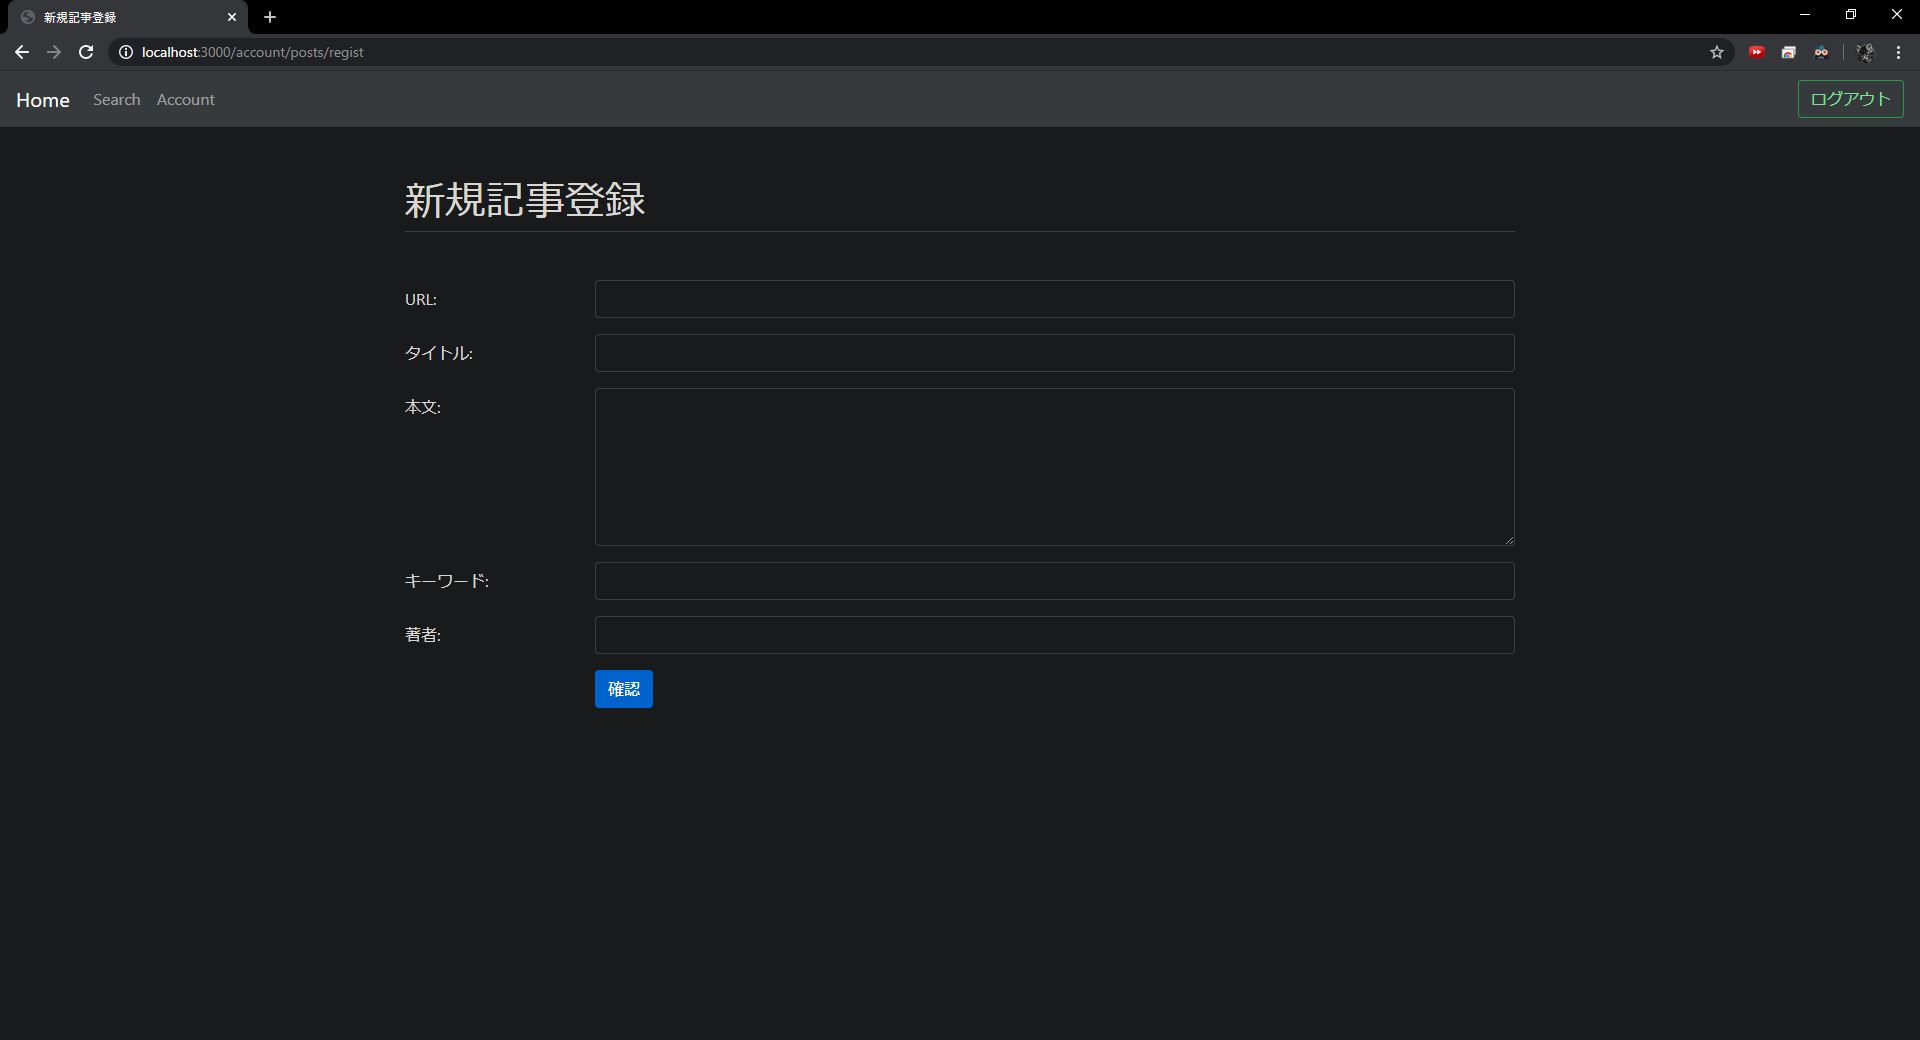 新規記事登録
localhost:3000/account/posts/regist
Home Search Account ログアウト
新規記事登録
URL:
タイトル:
本文:
キーワード:
著者:
確認